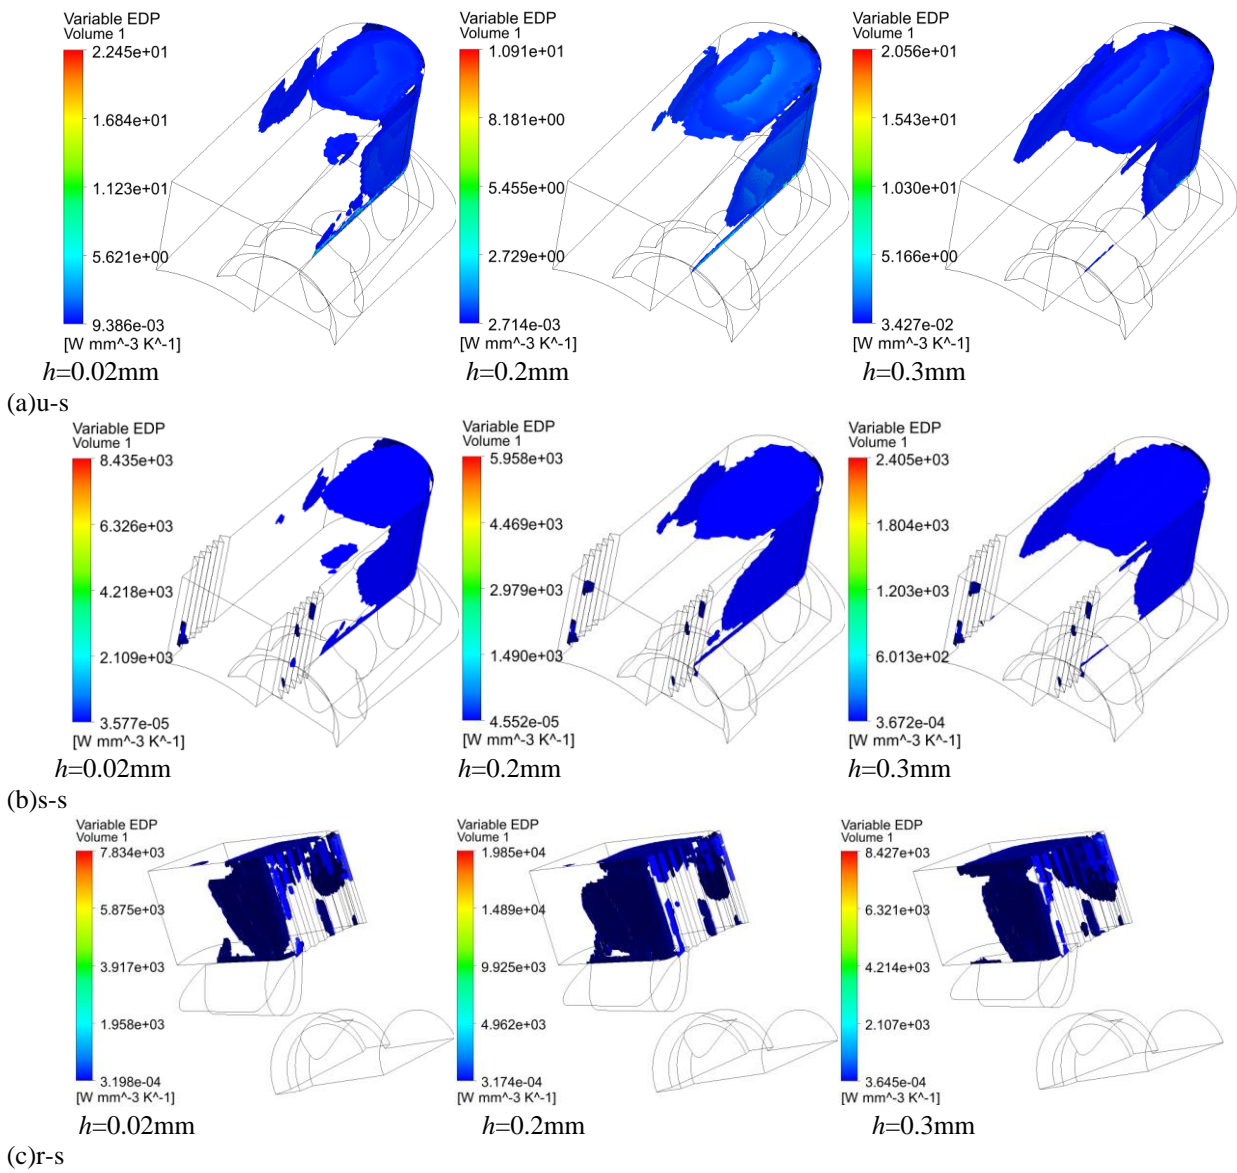 Variable EDP
Volume 1
2.245e+01
1.684e+01
1.123e+01
5.621e+00
9.386e-03
[W mm^-3 K^-1]
h=0.02mm
Variable EDP
Volume 1
1.091e+01
8.181e+00
5.455e+00
2.729e+00
2.714e-03
[W mm^-3 K^-1]
h=0.2mm
Variable EDP
Volume 1
2.056e+01
1.543e+01
1.030e+01
5.166e+00
3.427e-02
[W mm^-3 K^-1]
h=0.3mm
(a)u-s
Variable EDP
Volume 1
8.435e+03
6.326e+03
4.218e+03
2.109e+03
3.577e-05
[W mm^-3 K^-1]
h=0.02mm
Variable EDP
Volume 1
5.958e+03
4.469e+03
2.979e+03
1.490e+03
4.552e-05
[W mm^-3 K^-1]
h=0.2mm
Variable EDP
Volume 1
2.405e+03
1.804e+03
1.203e+03
6.013e+02
3.672e-04
[W mm^-3 K^-1]
h=0.3mm
(b)s-s
Variable EDP
Volume 1
7.834e+03
5.875e+03
3.917e+03
1.958e+03
3.198e-04
[W mm^-3 K^-1]
h=0.02mm
Variable EDP
Volume 1
1.985e+04
1.489e+04
9.925e+03
4.962e+03
3.174e-04
[W mm^-3 K^-1]
h=0.2mm
Variable EDP
Volume 1
8.427e+03
6.321e+03
4.214e+03
2.107e+03
3.645e-04
[W mm^-3 K^-1]
h=0.3mm
(c)r-s